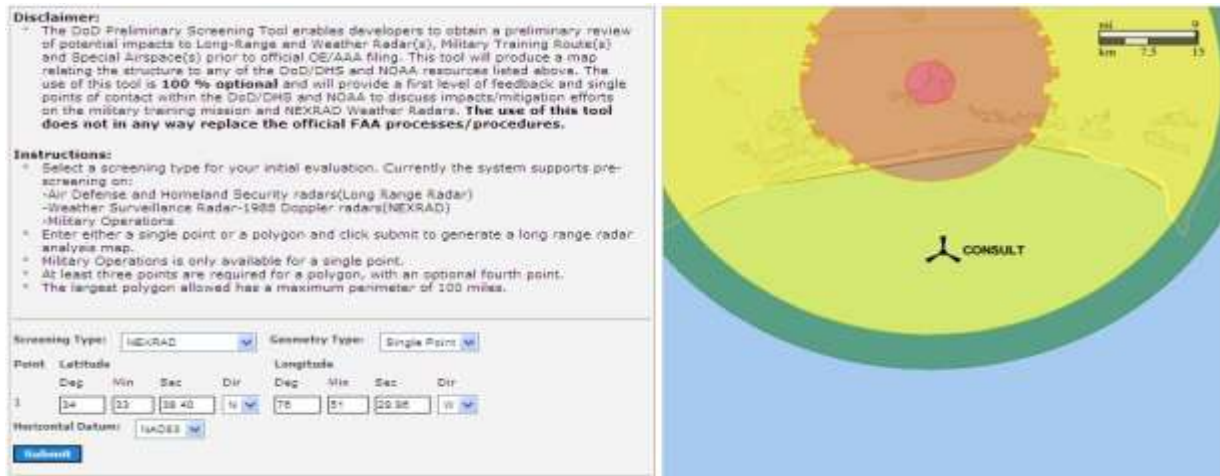 Disclaimer:
The DoD Preliminary Screening Tool enables developers to obtain a preliminary review
of potential impacts to Long-Range and Weather Radar(s), Military Training Route(s)
and Special Airspace(s) prior to official OE/AAA filing. This tool will produce a map
relating the structure to any of the DoD/DHS and NOAA resources listed above. The
use of this tool is 100 % optional and will provide a first level of feedback and single
points of contact within the DoD/DHS and NOAA to discuss impacts/mitigation efforts
on the military training mission and NEXRAD Weather Radars. The use of this tool
does not in any way replace the official FAA processes/procedures.
Instructions:
Select a screening type for your initial evaluation. Currently the system supports pre-
screening on:
-Air Defense and Homeland Security radars(Long Range Radar)
-Weather Surveillance Radar-1988 Doppler radars(NEXRAD)
-Military Operations
Enter either a single point or a polygon and click submit to generate a long range radar
analysis map.
Military Operations is only available for a single point.
At least three points are required for a polygon, with an optional fourth point.
The largest polygon allowed has a maximum perimeter of 100 miles.
Screening Type: NEXRAD Geometry Type: Single Point
Point Latitude Longitude
Deg Min Sec Dir Deg Min Sec Dir
1 34 33 38.40 N 76 51 W
Horizontal Datum: NAD83
Submit
mi 9
km 7.5 15
CONSULT